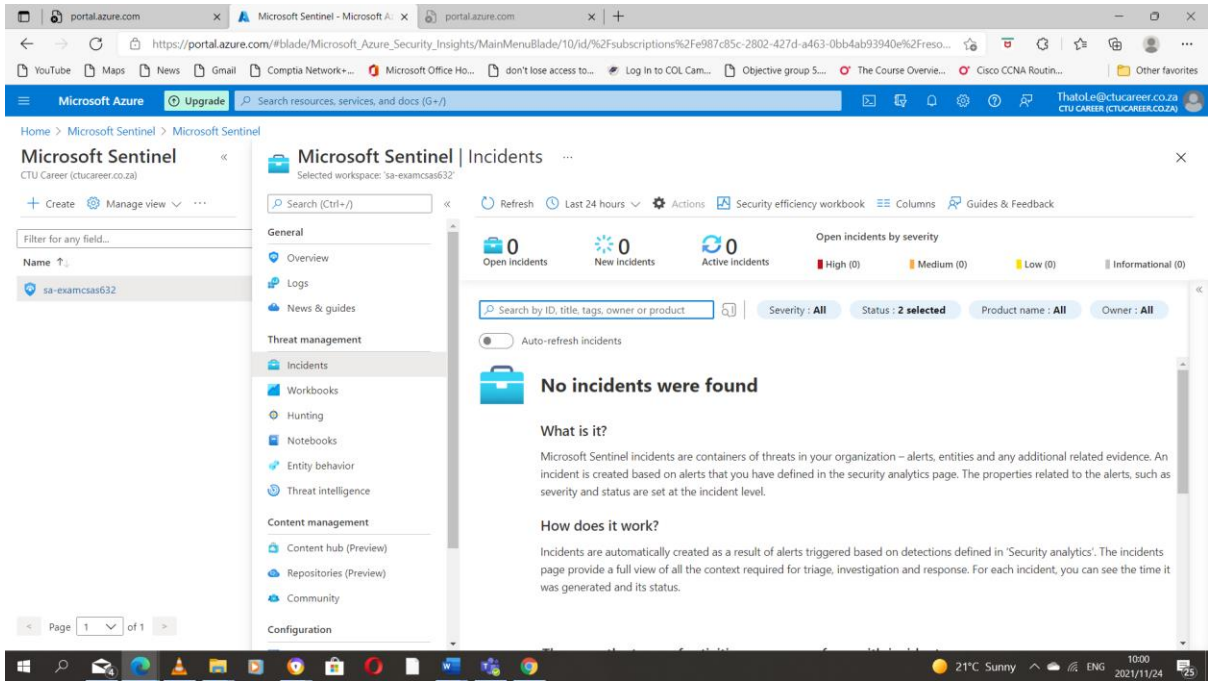 portal.azure.com
Microsoft Sentinel - Microsoft A
portal.azure.com
https://portal.azure.com/#blade/Microsoft_Azure_Security_Insights/MainMenuBlade/10/id/%2Fsubscriptions%2Fe987c85c-2802-427d-a463-0bb4ab93940e%2Freso...
YouTube Maps News Gmail Comptia Network+... Microsoft Office Ho... don't lose access to... Log In to COL Cam... Objective group 5.... The Course Overvie... Cisco CCNA Routin... Other favorites
Microsoft Azure Upgrade Search resources, services, and docs (G+/) ThatoLe@ctucareer.co.za
CTU CAREER (CTUCAREER.CO.ZA)
Home > Microsoft Sentinel > Microsoft Sentinel
Microsoft Sentinel «
CTU Career (ctucareer.co.za)
+ Create Manage view ...
Filter for any field...
Name ↑
sa-examcsas632
< Page 1 of 1 >
Microsoft Sentinel | Incidents ...
Selected workspace: 'sa-examcsas632'
Search (Ctrl+/) «
General
Overview
Logs
News & guides
Threat management
Incidents
Workbooks
Hunting
Notebooks
Entity behavior
Threat intelligence
Content management
Content hub (Preview)
Repositories (Preview)
Community
Configuration
Refresh Last 24 hours Actions Security efficiency workbook Columns Guides & Feedback
0 Open incidents
0 New incidents
0 Active incidents
Open incidents by severity
High (0) Medium (0) Low (0) Informational (0)
Search by ID, title, tags, owner or product Severity : All Status : 2 selected Product name : All Owner : All
Auto-refresh incidents
No incidents were found
What is it?
Microsoft Sentinel incidents are containers of threats in your organization – alerts, entities and any additional related evidence. An
incident is created based on alerts that you have defined in the security analytics page. The properties related to the alerts, such as
severity and status are set at the incident level.
How does it work?
Incidents are automatically created as a result of alerts triggered based on detections defined in 'Security analytics'. The incidents
page provide a full view of all the context required for triage, investigation and response. For each incident, you can see the time it
was generated and its status.
21°C Sunny ENG 10:00
2021/11/24 25